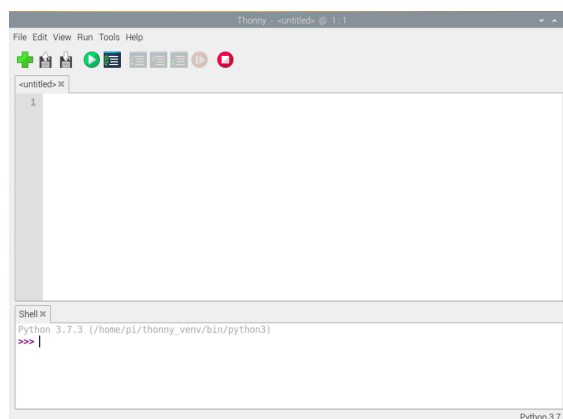 Thonny - <untitled> @ 1:1
File Edit View Run Tools Help
<untitled>
1
Shell
Python 3.7.3 (/home/pi/thonny_venv/bin/python3)
>>>
Python 3.7